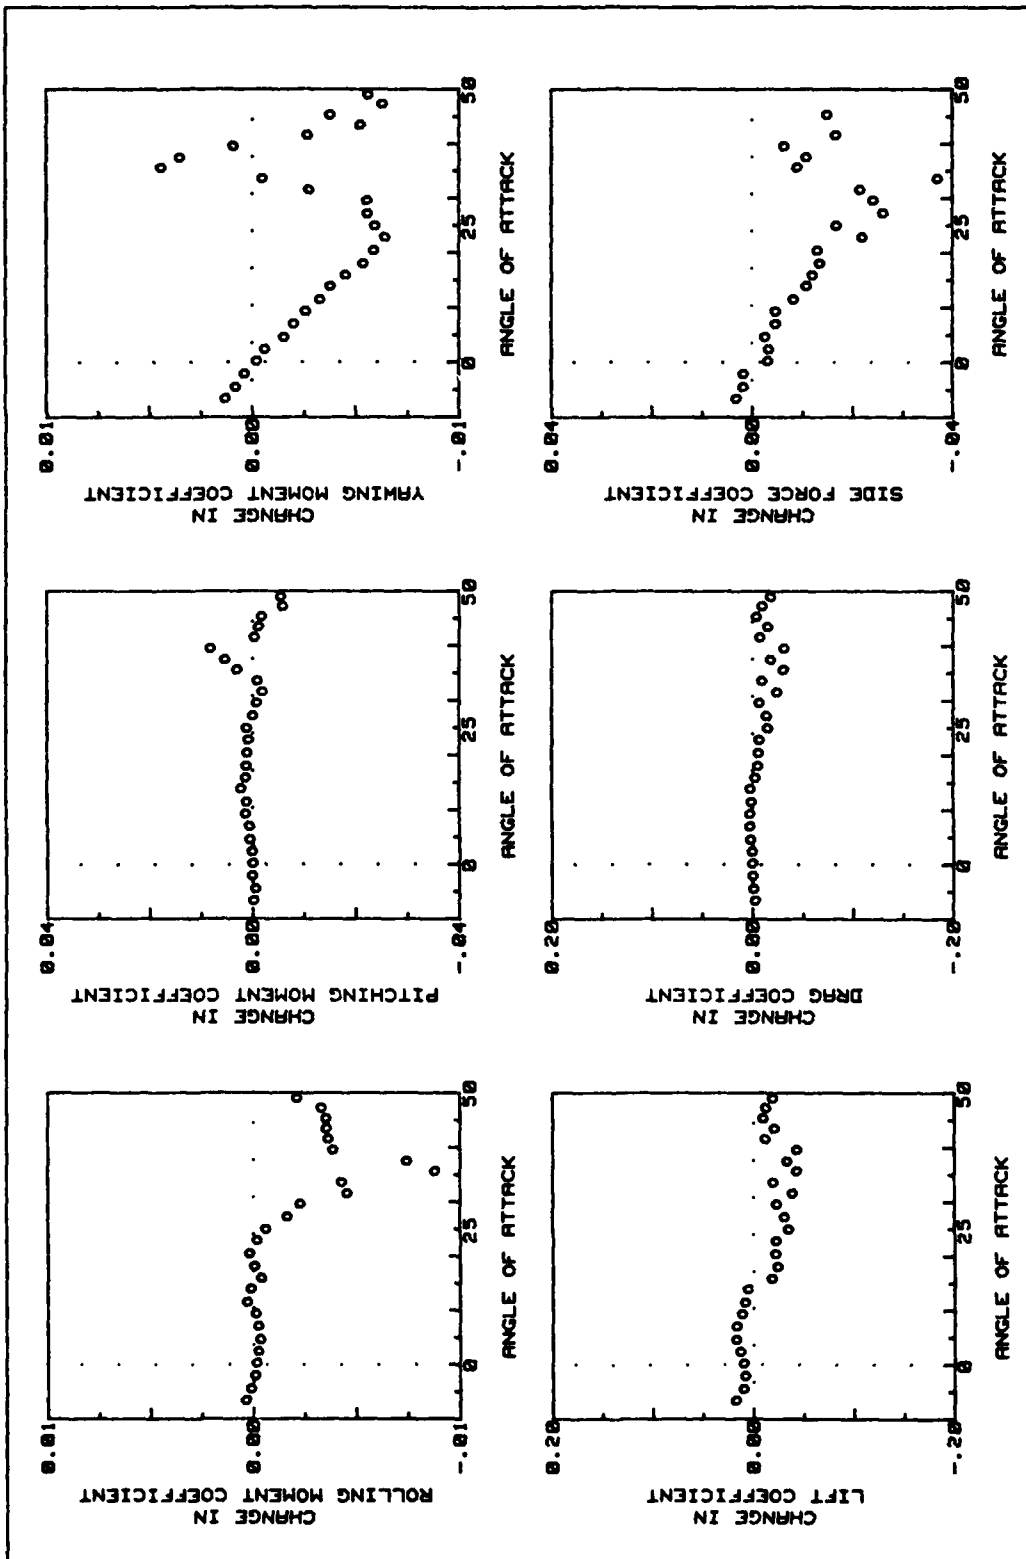 CHANGE IN
ROLLING MOMENT COEFFICIENT
0.01
0.00
-.01
0
25
50
ANGLE OF ATTACK
CHANGE IN
PITCHING MOMENT COEFFICIENT
0.04
0.00
-.04
0
25
50
ANGLE OF ATTACK
CHANGE IN
YAWING MOMENT COEFFICIENT
0.01
0.00
-.01
0
25
50
ANGLE OF ATTACK
CHANGE IN
LIFT COEFFICIENT
0.20
0.00
-.20
0
25
50
ANGLE OF ATTACK
CHANGE IN
DRAG COEFFICIENT
0.20
0.00
-.20
0
25
50
ANGLE OF ATTACK
CHANGE IN
SIDE FORCE COEFFICIENT
0.04
0.00
-.04
0
25
50
ANGLE OF ATTACK